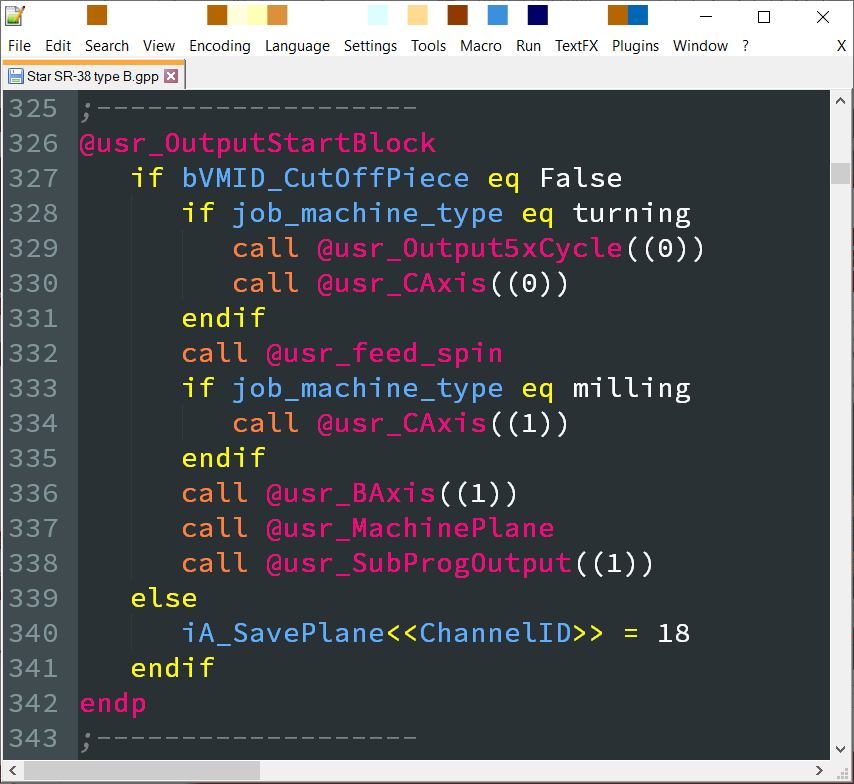 File Edit Search View Encoding Language Settings Tools Macro Run TextFX Plugins Window ? X
Star SR-38 type B.gpp
325 ;-------------------
326 @usr_OutputStartBlock
327 if bVMID_CutOffPiece eq False
328 if job_machine_type eq turning
329 call @usr_Output5xCycle((0))
330 call @usr_CAxis((0))
331 endif
332 call @usr_feed_spin
333 if job_machine_type eq milling
334 call @usr_CAxis((1))
335 endif
336 call @usr_BAxis((1))
337 call @usr_MachinePlane
338 call @usr_SubProgOutput((1))
339 else
340 iA_SavePlane<<ChannelID>> = 18
341 endif
342 endp
343 ;-------------------